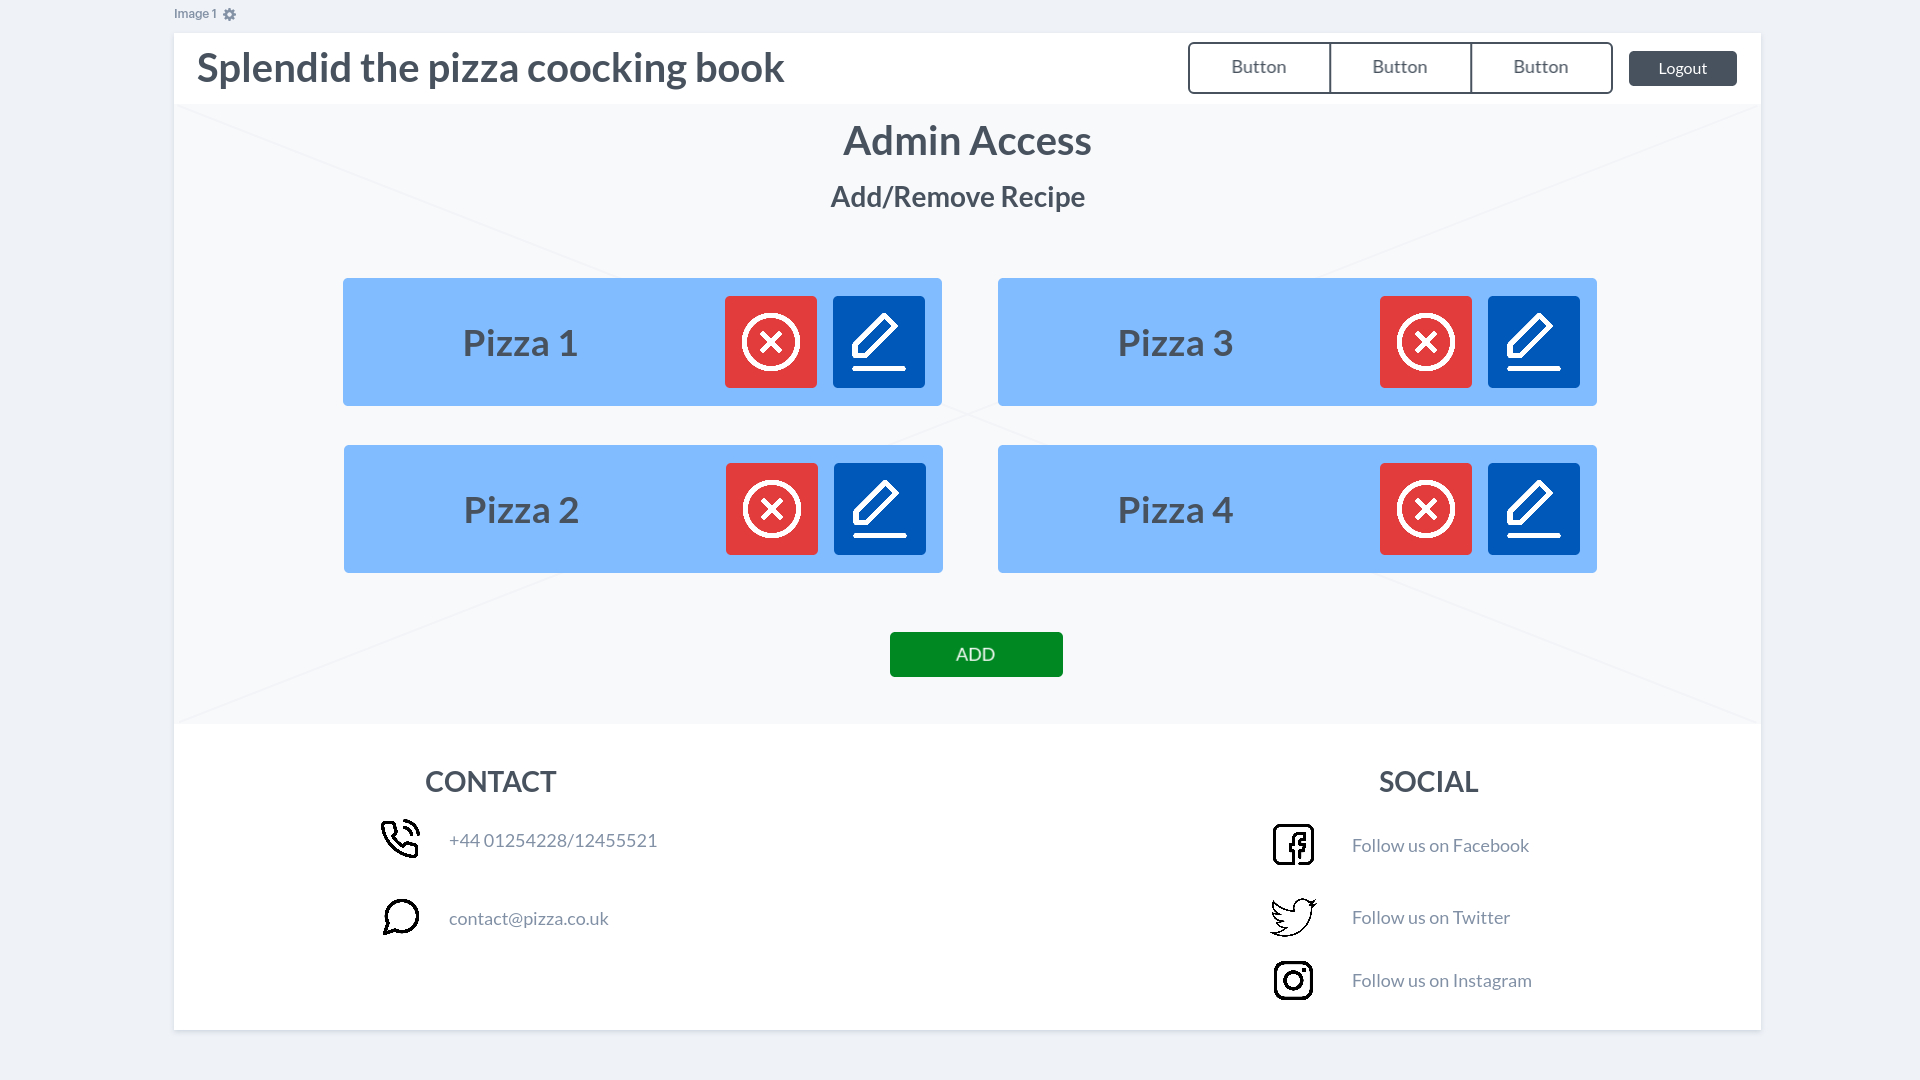 Image 1
Splendid the pizza coocking book
Button
Button
Button
Logout
Admin Access
Add/Remove Recipe
Pizza 1
Pizza 3
Pizza 2
Pizza 4
ADD
CONTACT
+44 01254228/12455521
contact@pizza.co.uk
SOCIAL
Follow us on Facebook
Follow us on Twitter
Follow us on Instagram